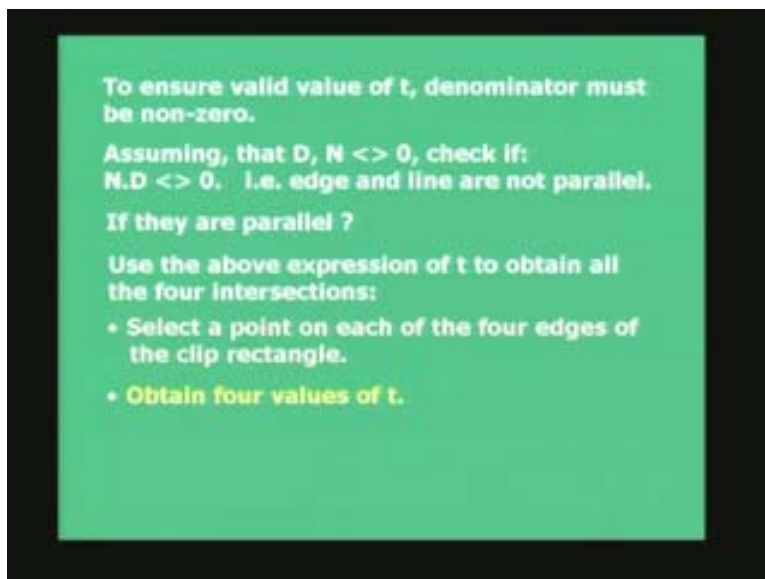 To ensure valid value of t, denominator must
be non-zero.
Assuming, that D, N <> 0, check if:
N.D <> 0. i.e. edge and line are not parallel.
If they are parallel ?
Use the above expression of t to obtain all
the four intersections:
• Select a point on each of the four edges of
the clip rectangle.
• Obtain four values of t.